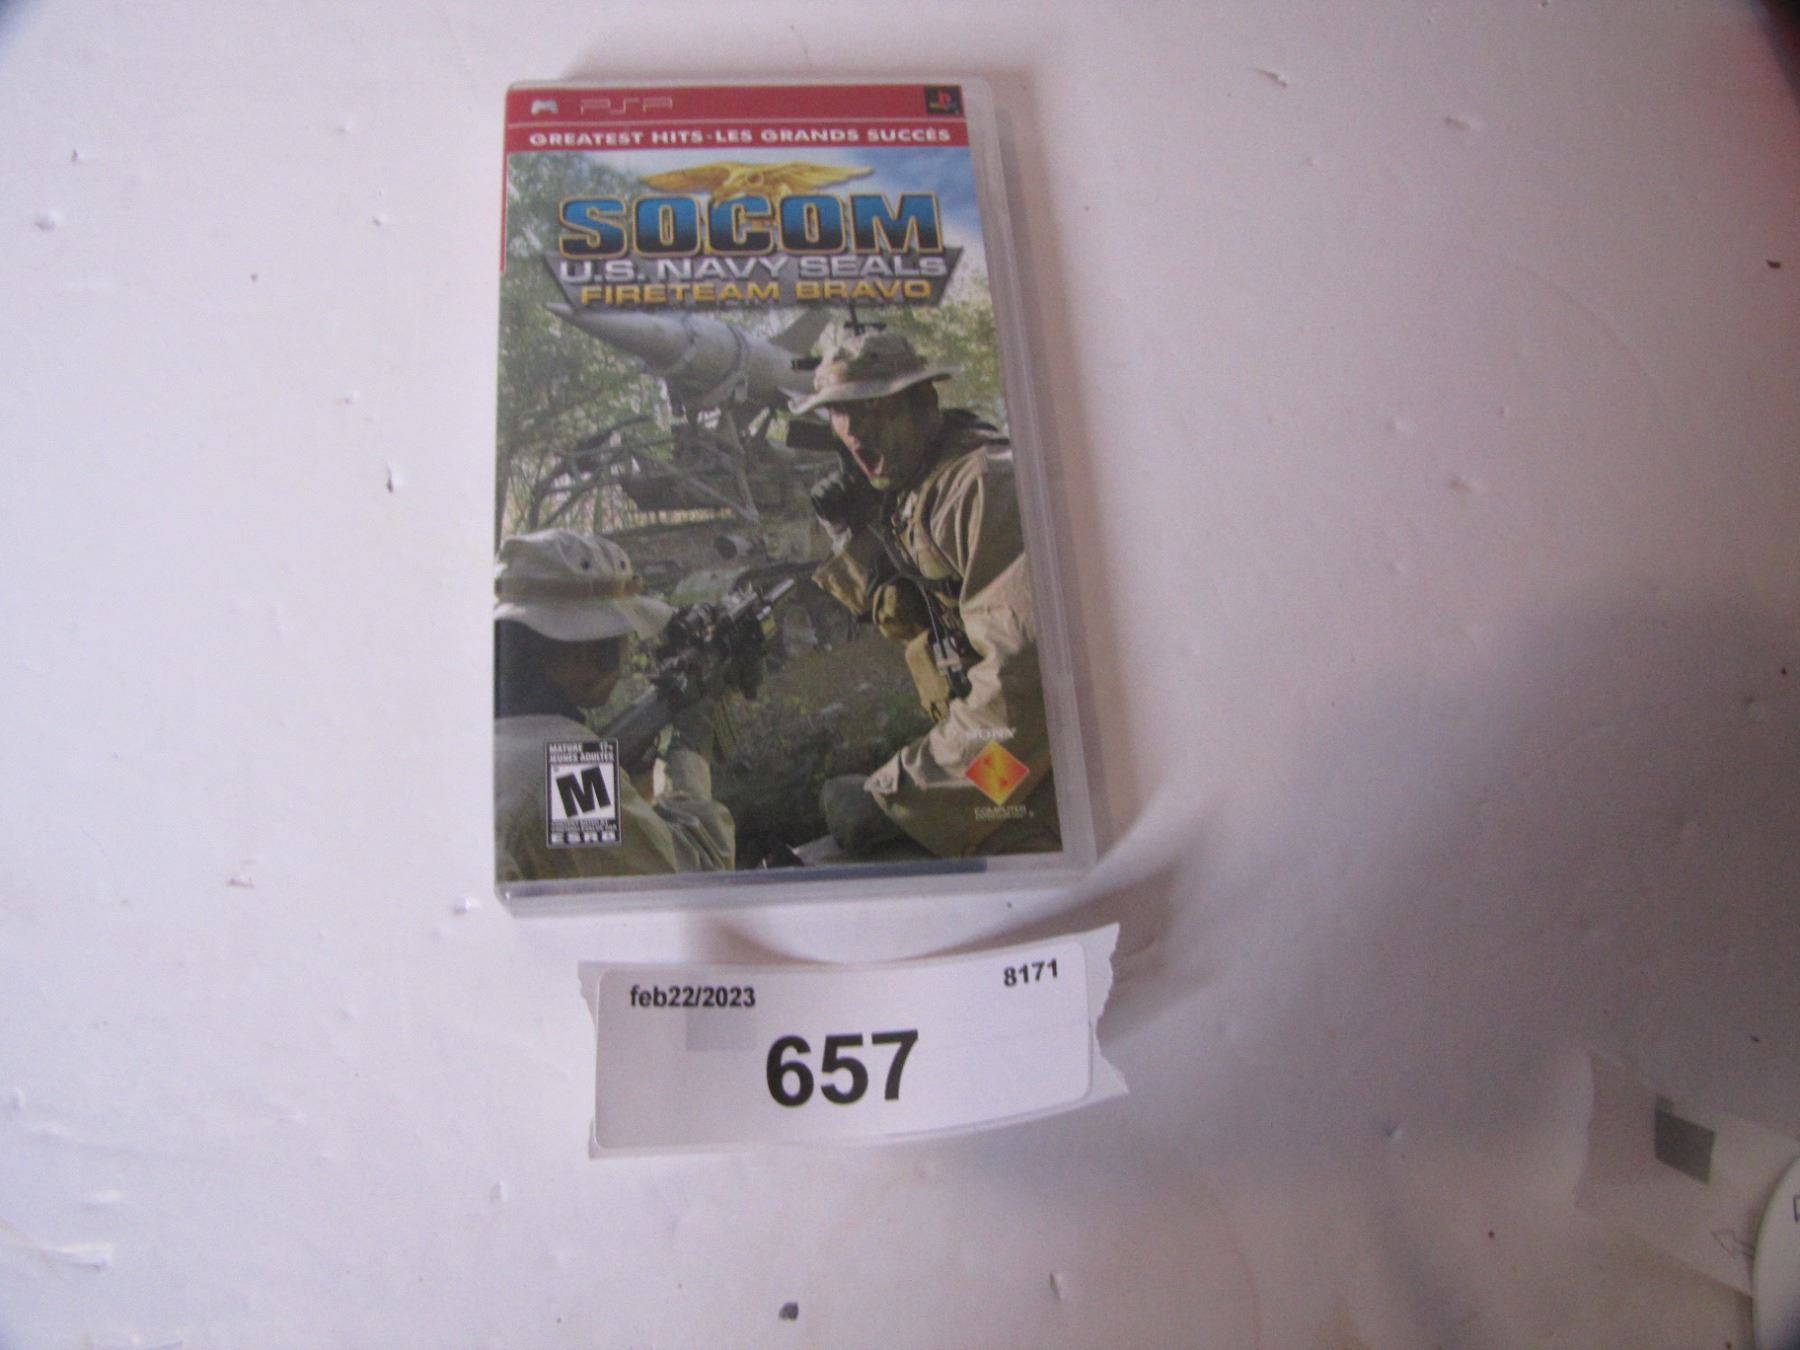 PSP
GREATEST HITS · LES GRANDS SUCCÈS
SOCOM
U.S. NAVY SEALs
FIRETEAM BRAVO
MATURE 17+
JEUNES ADULTES
M
ESRB
SONY
COMPUTER
feb22/2023
8171
657